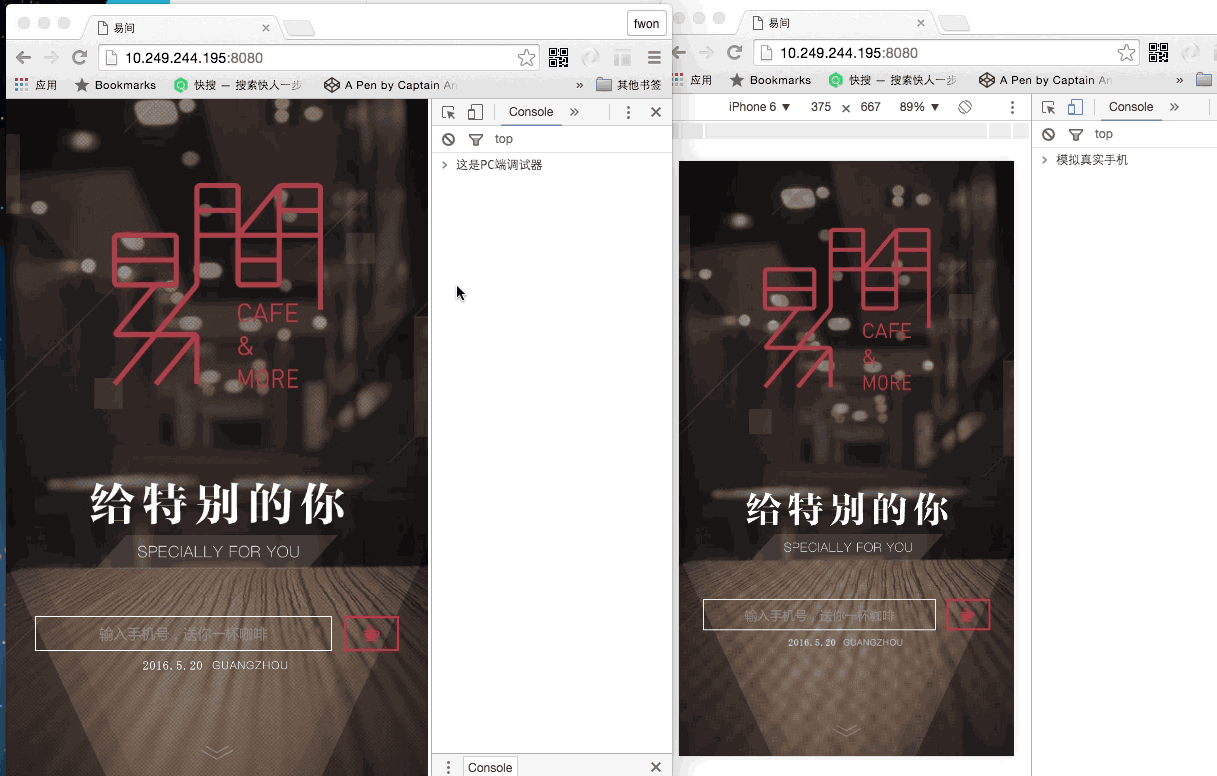 易间
fwon
10.249.244.195:8080
应用
Bookmarks
快搜 — 搜索快人一步
A Pen by Captain An
»
其他书签
Console
»
top
这是PC端调试器
易間
CAFE
&
MORE
给特别的你
SPECIALLY FOR YOU
输入手机号，送你一杯咖啡
2016.5.20 GUANGZHOU
Console
易间
10.249.244.195:8080
应用
Bookmarks
快搜 — 搜索快人一步
A Pen by Captain An
»
iPhone 6 ▼ 375 × 667 89% ▼
Console
»
top
模拟真实手机
易間
CAFE
&
MORE
给特别的你
SPECIALLY FOR YOU
输入手机号，送你一杯咖啡
2016.5.20 GUANGZHOU